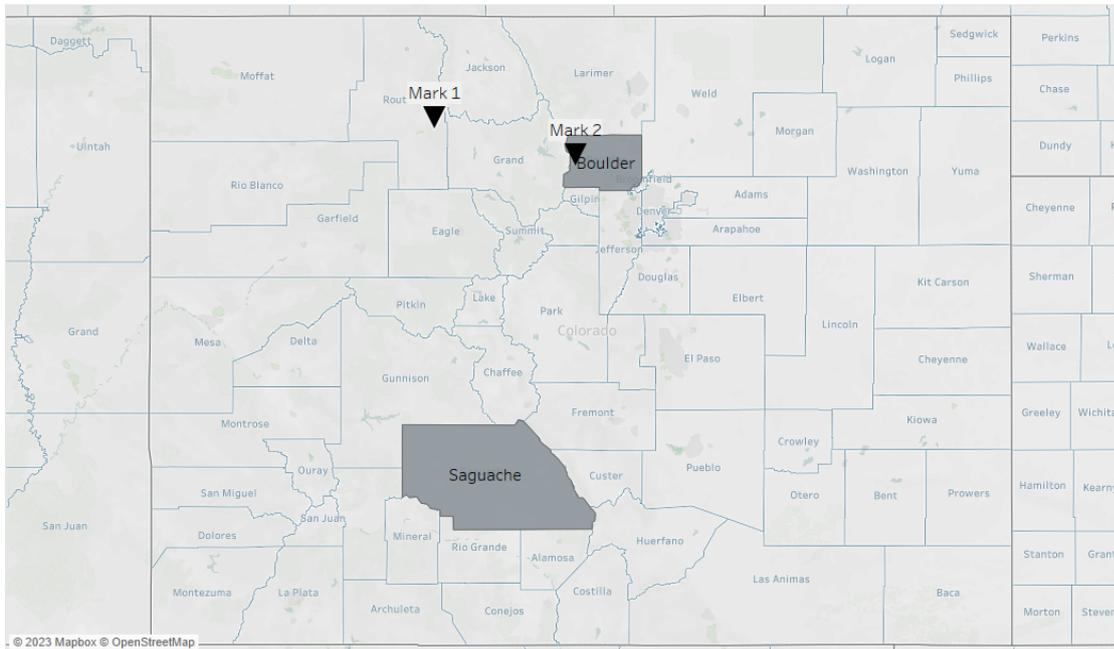 Daggett
Sedgwick
Perkins
Jackson
Logan
Moffat
Larimer
Phillips
Chase
Mark 1
Rout
Weld
Morgan
Mark 2
Uintah
Dundy
Grand
Boulder
Washington
Yuma
Broomfield
Rio Blanco
Gilpin
Adams
Cheyenne
Denver
Garfield
Eagle
Summit
Arapahoe
Jefferson
Douglas
Sherman
Kit Carson
Pitkin
Lake
Elbert
Park
Grand
Colorado
Lincoln
Mesa
Delta
Wallace
El Paso
Cheyenne
Gunnison
Chaffee
Fremont
Greeley
Wichita
Montrose
Kiowa
Crowley
Ouray
Saguache
Custer
Pueblo
Hamilton
Kearny
San Miguel
Otero
Bent
Prowers
San Juan
San Juan
Dolores
Mineral
Rio Grande
Huerfano
Alamosa
Stanton
Grant
Las Animas
Montezuma
La Plata
Costilla
Baca
Archuleta
Conejos
Morton
Steven
© 2023 Mapbox © OpenStreetMap